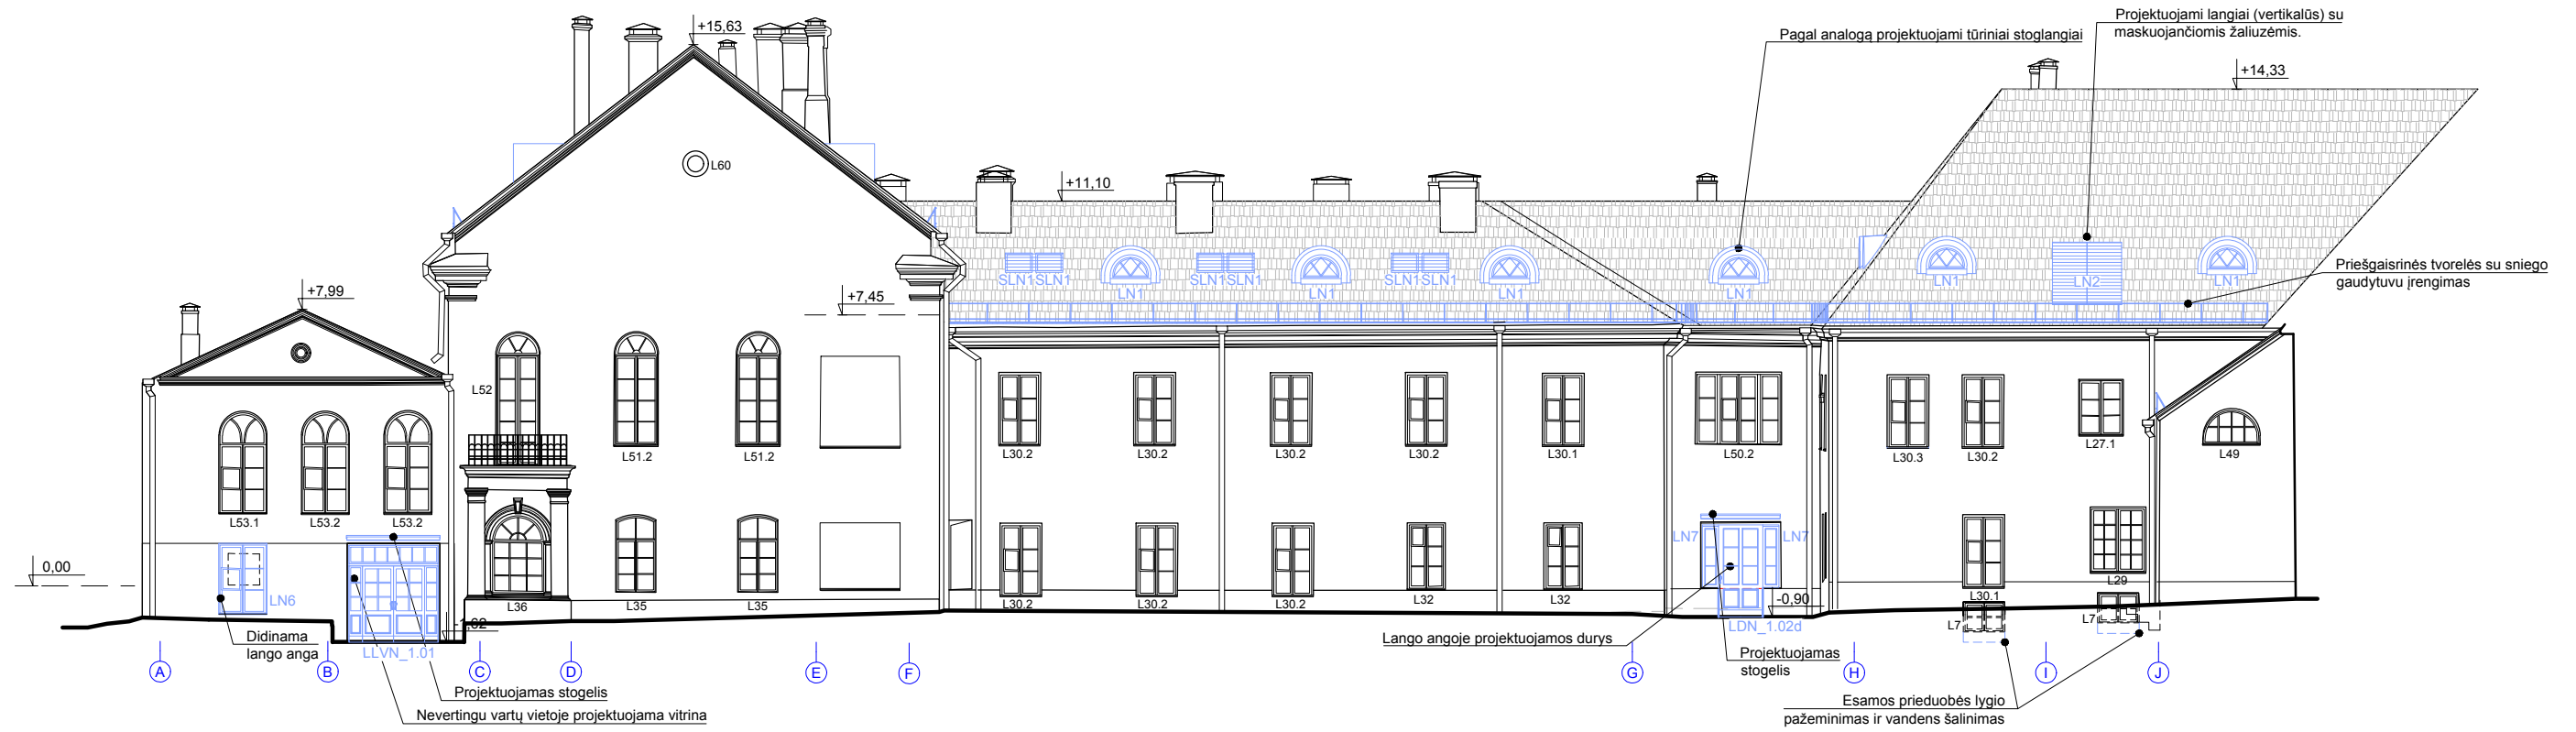 Projektuojami langiai (vertikalūs) su
maskuojančiomis žaliuzėmis.
+15,63
Pagal analogą projektuojami tūriniai stoglangiai
+14,33
L60
+11,10
SLN1 SLN1
LN1
SLN1 SLN1
LN1
SLN1 SLN1
LN1
LN1
LN1
LN2
LN1
Priešgaisrinės tvorelės su sniego
gaudytuvu įrengimas
+7,99
+7,45
L52
L51.2
L51.2
L30.2
L30.2
L30.2
L30.2
L30.1
L50.2
L30.3
L30.2
L27.1
L49
L53.1
L53.2
L53.2
LN7
LN7
0,00
LN6
L36
L35
L35
L30.2
L30.2
L30.2
L32
L32
-0,90
L30.1
L29
L7
L7
-1,62
LLVN_1.01
LDN_1.02d
Didinama
lango anga
Lango angoje projektuojamos durys
Projektuojamas
stogelis
A
B
C
D
E
F
G
H
I
J
Projektuojamas stogelis
Nevertingu vartų vietoje projektuojama vitrina
Esamos prieduobės lygio
pažeminimas ir vandens šalinimas